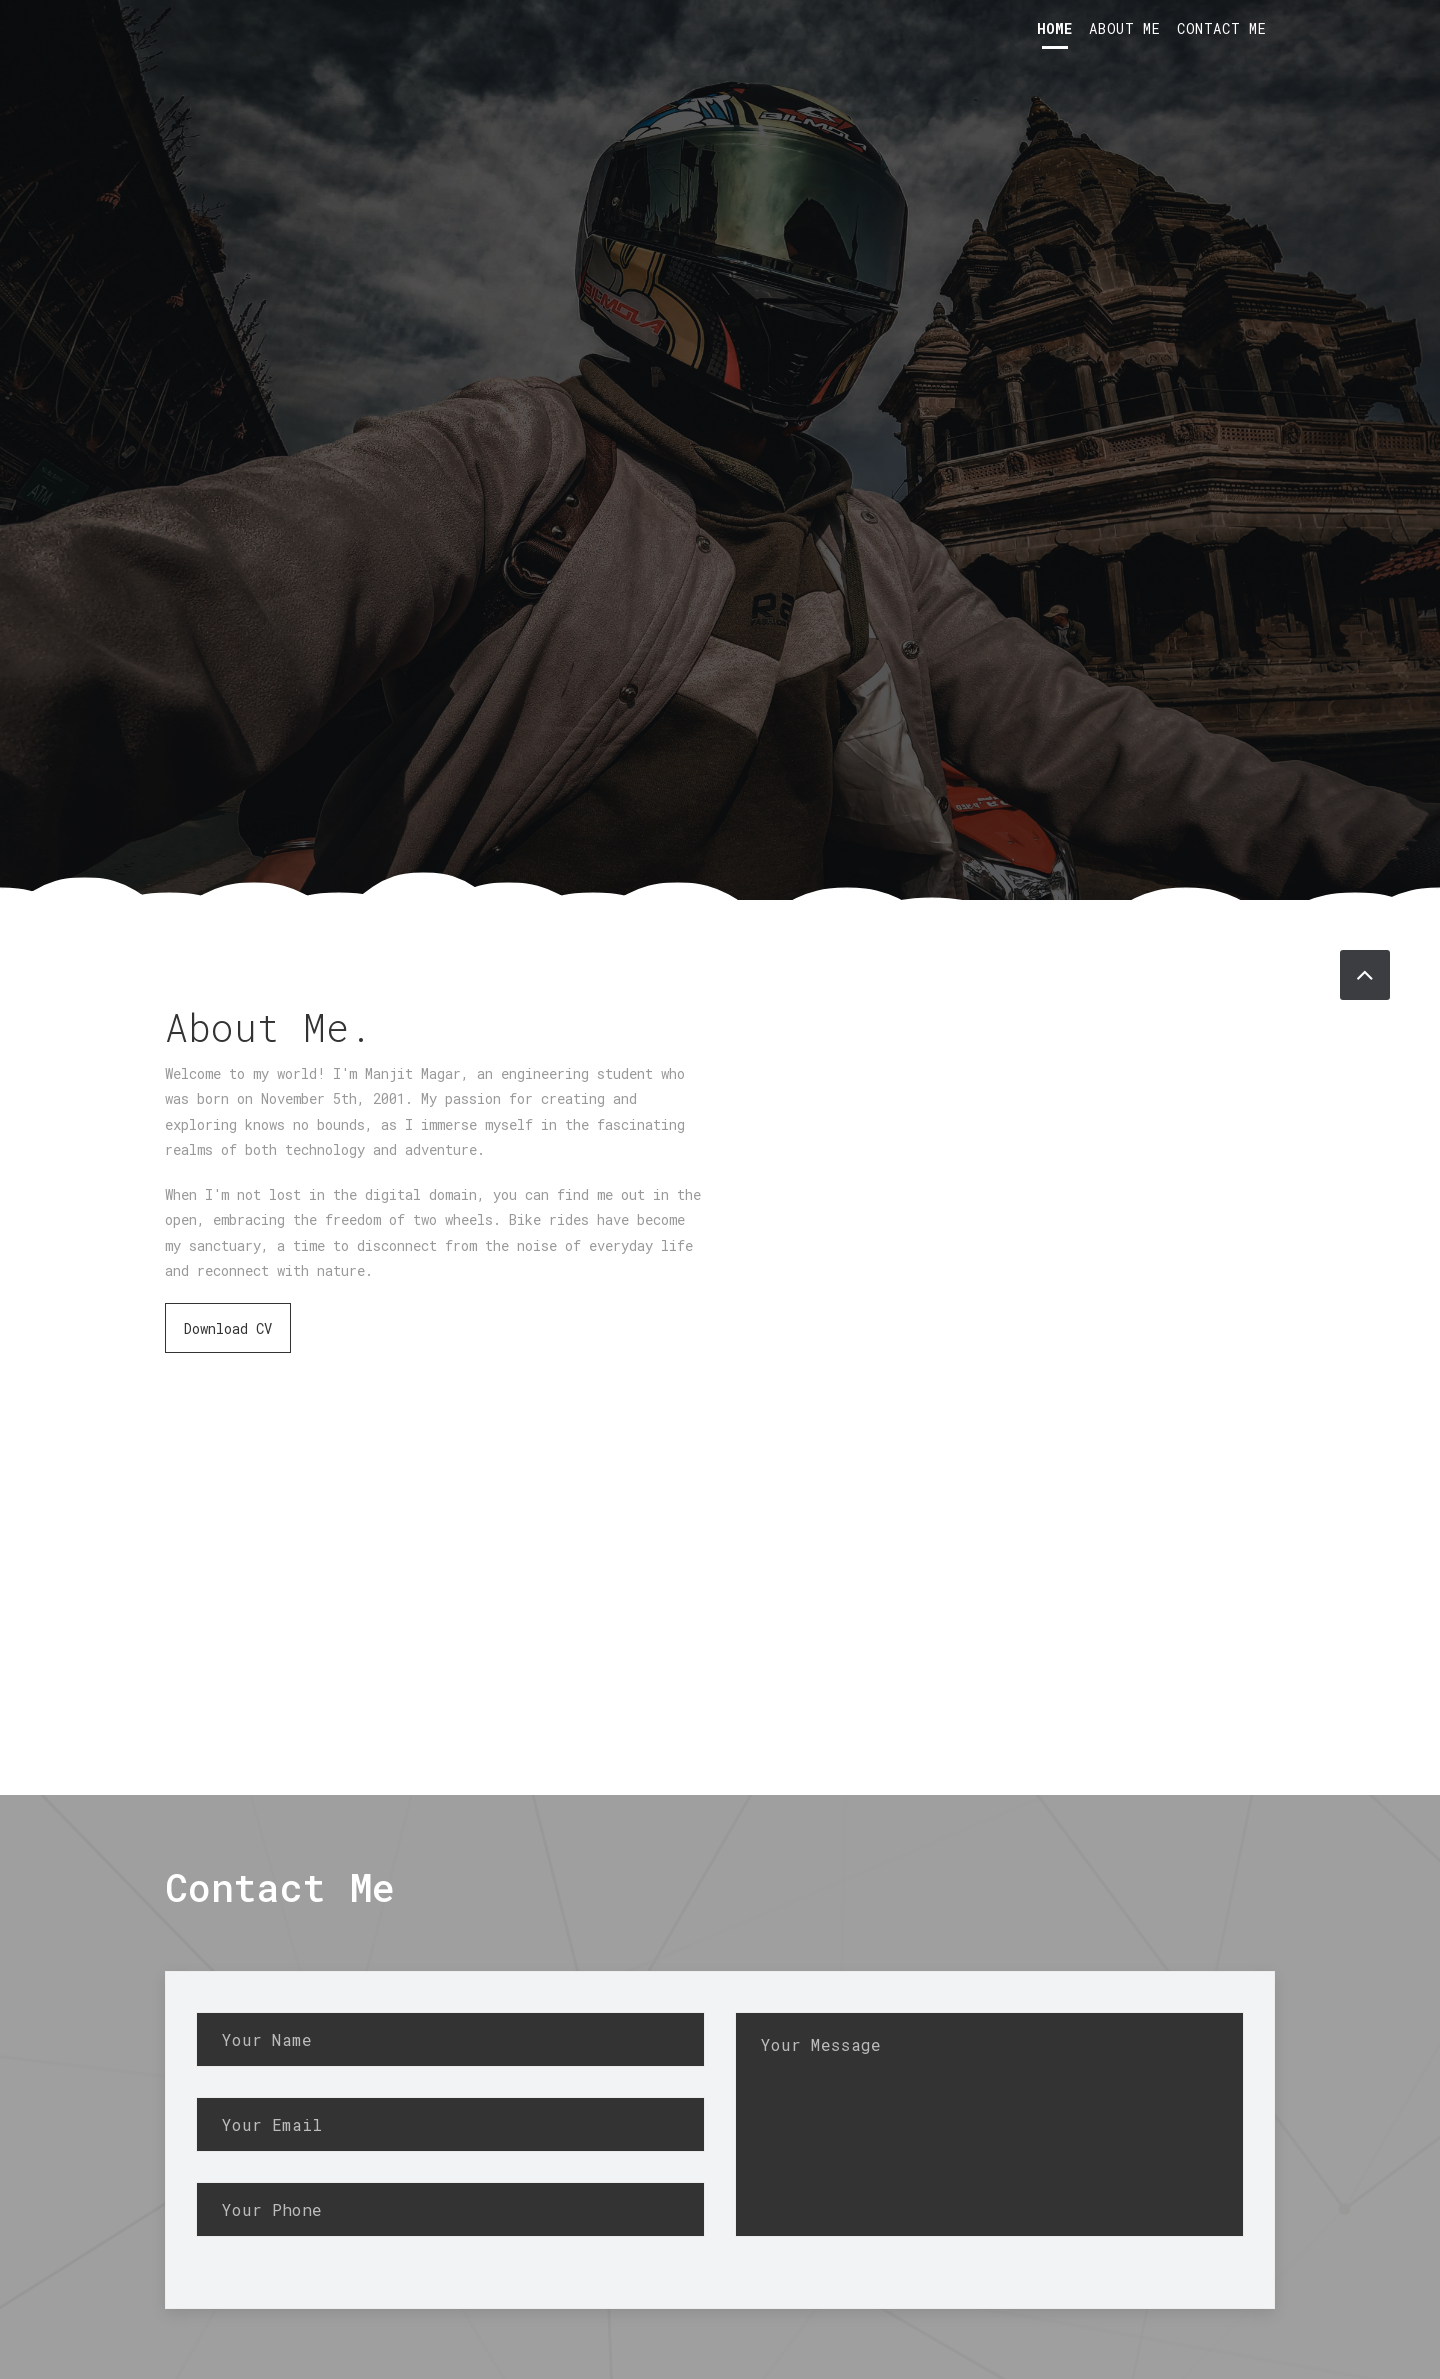 HOME ABOUT ME CONTACT ME
BILMOLA
BILMOLA
ATM
About Me.
Welcome to my world! I'm Manjit Magar, an engineering student who
was born on November 5th, 2001. My passion for creating and
exploring knows no bounds, as I immerse myself in the fascinating
realms of both technology and adventure.
When I'm not lost in the digital domain, you can find me out in the
open, embracing the freedom of two wheels. Bike rides have become
my sanctuary, a time to disconnect from the noise of everyday life
and reconnect with nature.
Download CV
Contact Me
Your Name
Your Message
Your Email
Your Phone